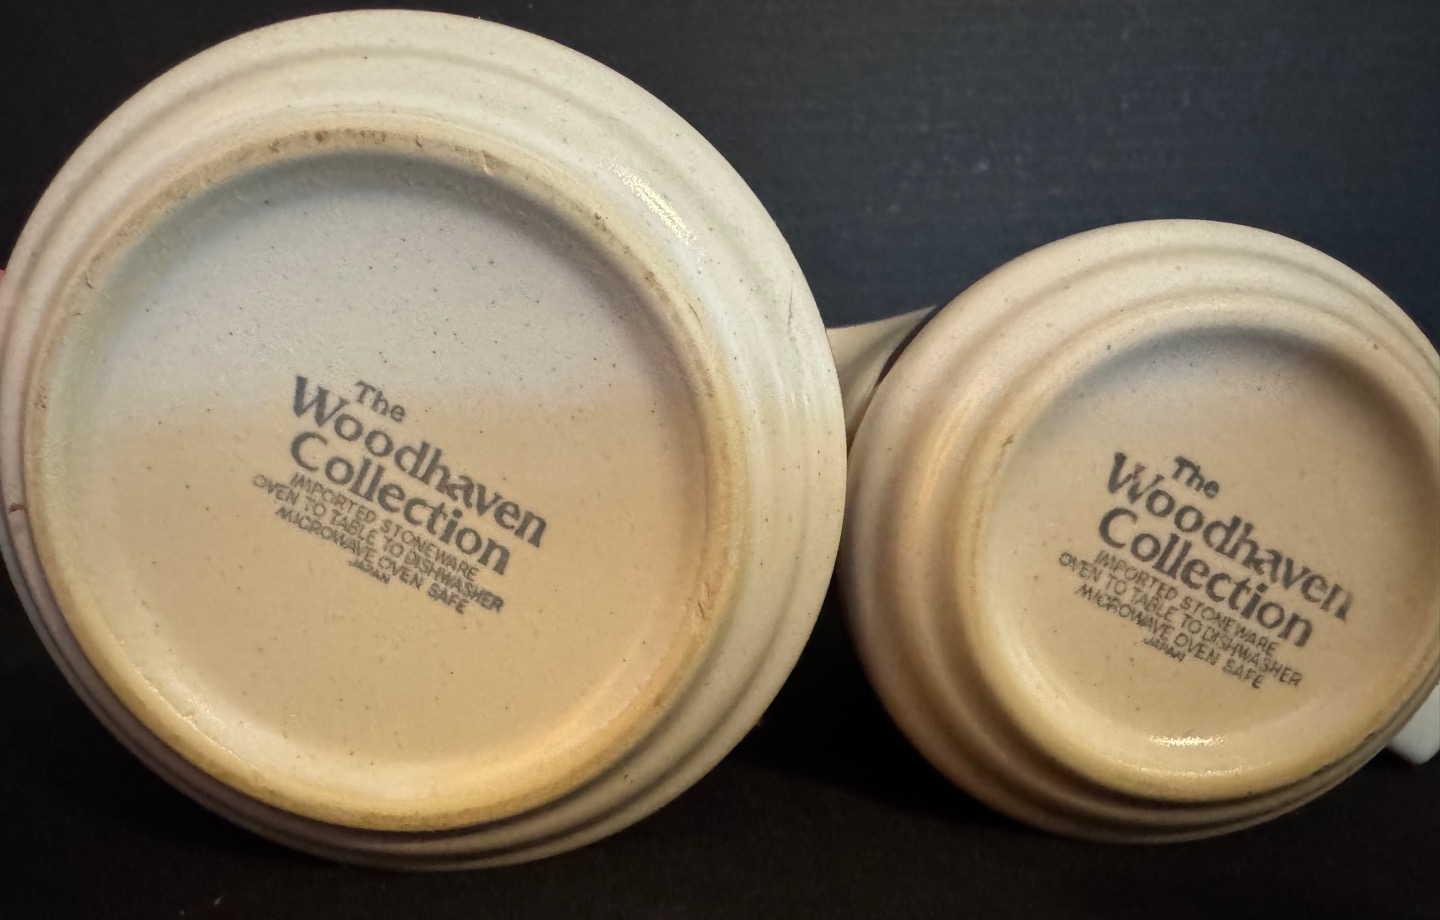 The
Woodhaven
Collection
IMPORTED STONEWARE
OVEN TO TABLE TO DISHWASHER
MICROWAVE OVEN SAFE
JAPAN
The
Woodhaven
Collection
IMPORTED STONEWARE
OVEN TO TABLE TO DISHWASHER
MICROWAVE OVEN SAFE
JAPAN